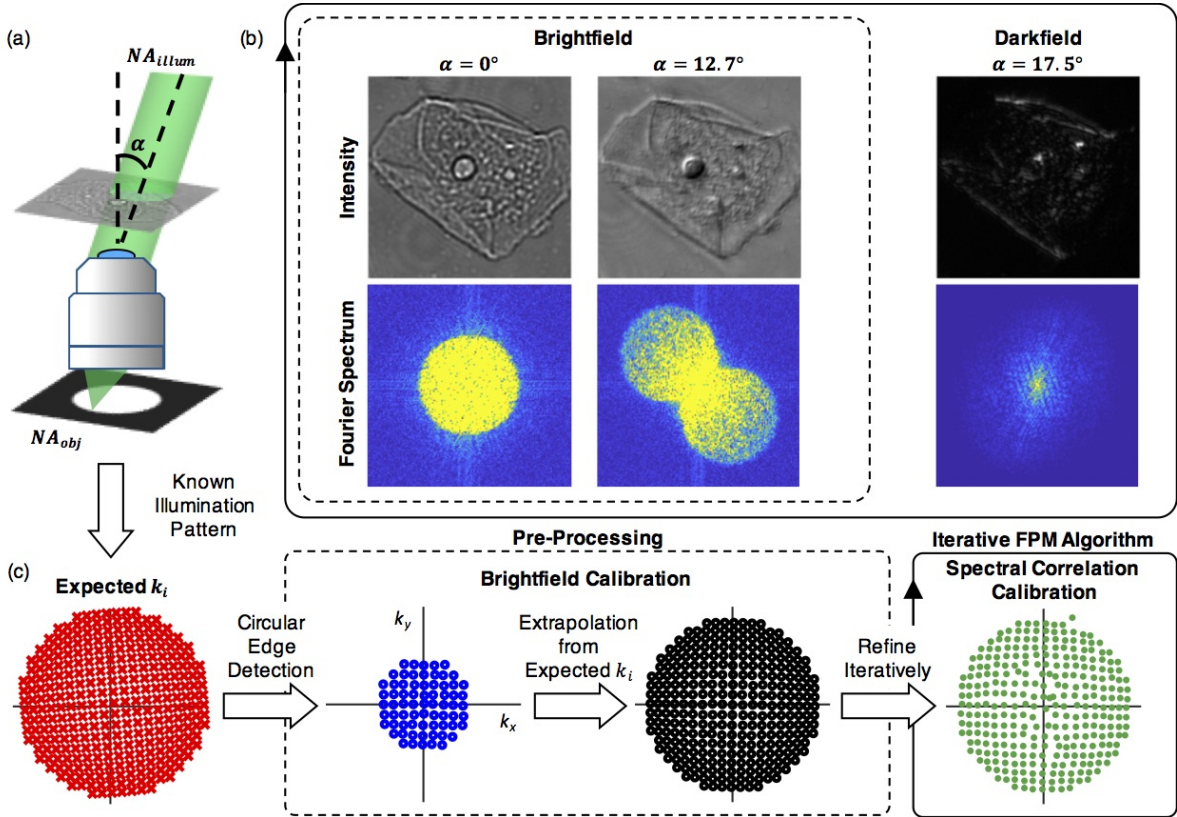 (a)
NA_illum
α
NA_obj
Known
Illumination
Pattern
(b)
Brightfield
Darkfield
α = 0°
α = 12.7°
α = 17.5°
Intensity
Fourier Spectrum
Pre-Processing
Iterative FPM Algorithm
(c)
Expected k_i
Circular
Edge
Detection
Brightfield Calibration
k_y
k_x
Extrapolation
from
Expected k_i
Refine
Iteratively
Spectral Correlation
Calibration